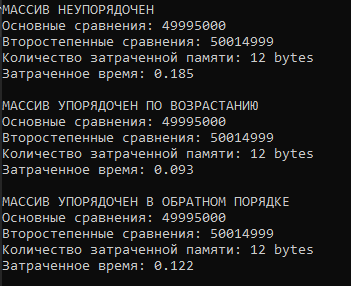 МАССИВ НЕУПОРЯДОЧЕН
Основные сравнения: 49995000
Второстепенные сравнения: 50014999
Количество затраченной памяти: 12 bytes
Затраченное время: 0.185
МАССИВ УПОРЯДОЧЕН ПО ВОЗРАСТАНИЮ
Основные сравнения: 49995000
Второстепенные сравнения: 50014999
Количество затраченной памяти: 12 bytes
Затраченное время: 0.093
МАССИВ УПОРЯДОЧЕН В ОБРАТНОМ ПОРЯДКЕ
Основные сравнения: 49995000
Второстепенные сравнения: 50014999
Количество затраченной памяти: 12 bytes
Затраченное время: 0.122